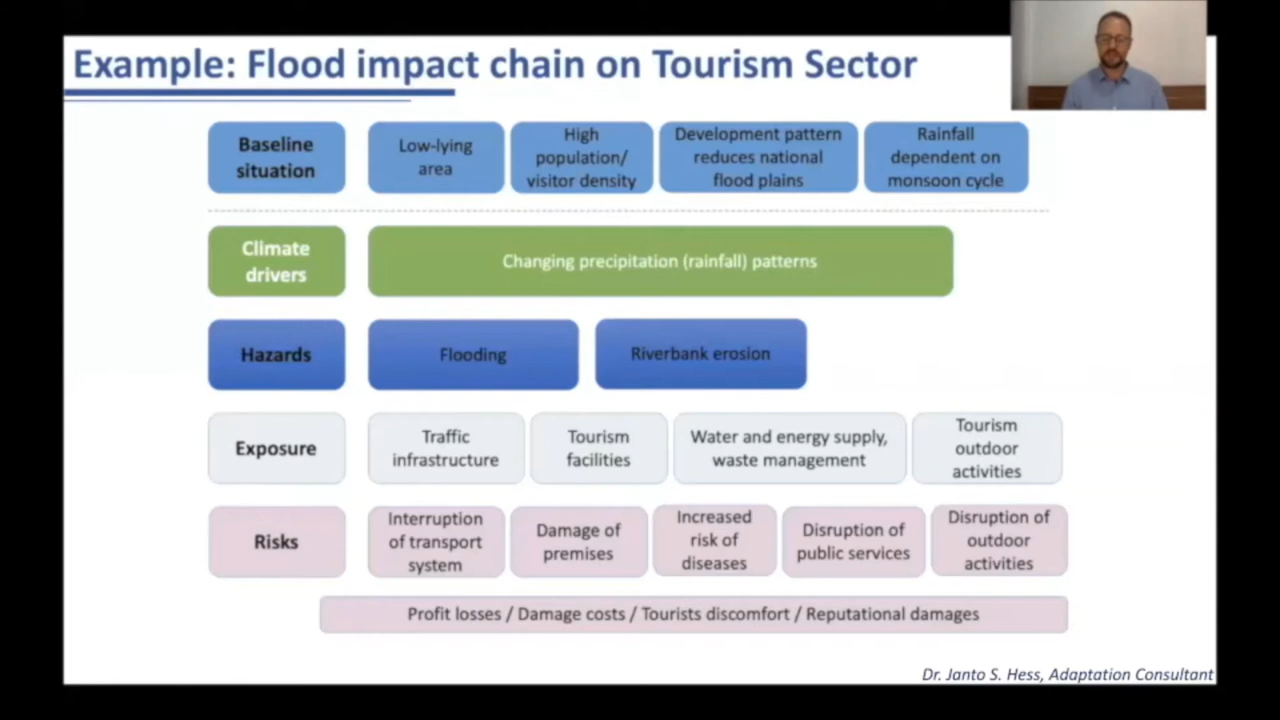 Example: Flood impact chain on Tourism Sector
Baseline
situation
Low-lying
area
High
population/
visitor density
Development pattern
reduces national
flood plains
Rainfall
dependent on
monsoon cycle
Climate
drivers
Changing precipitation (rainfall) patterns
Hazards
Flooding
Riverbank erosion
Exposure
Traffic
infrastructure
Tourism
facilities
Water and energy supply,
waste management
Tourism
outdoor
activities
Risks
Interruption
of transport
system
Damage of
premises
Increased
risk of
diseases
Disruption of
public services
Disruption of
outdoor
activities
Profit losses / Damage costs / Tourists discomfort / Reputational damages
Dr. Janto S. Hess, Adaptation Consultant